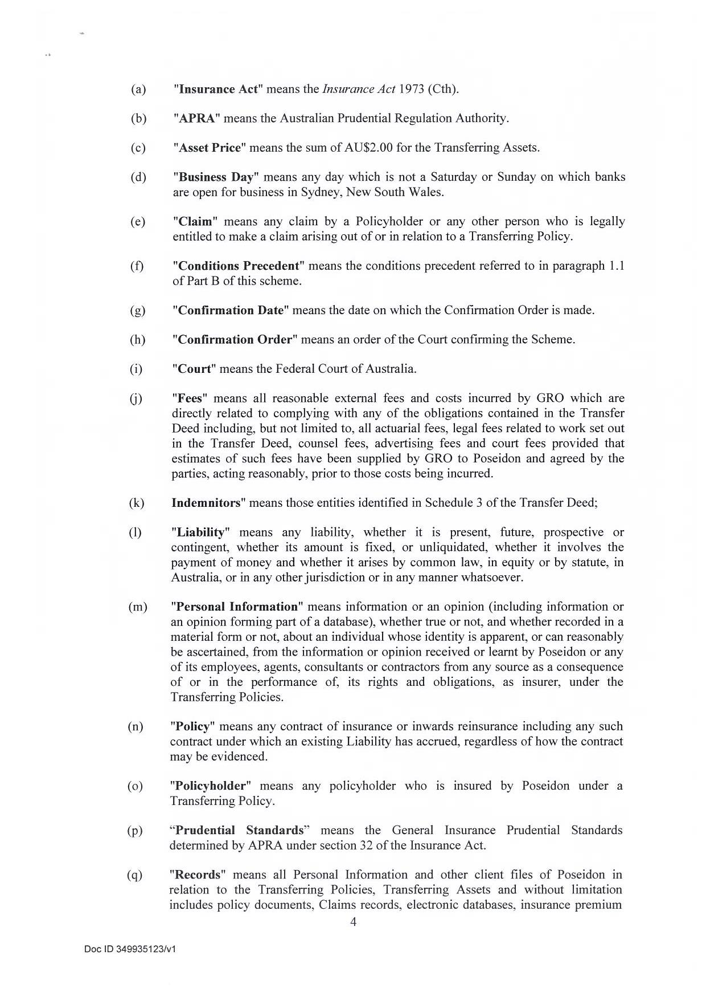 (a) "Insurance Act" means the Insurance Act 1973 (Cth).
(b) "APRA" means the Australian Prudential Regulation Authority.
(c) "Asset Price" means the sum of AU$2.00 for the Transferring Assets.
(d) "Business Day" means any day which is not a Saturday or Sunday on which banks
are open for business in Sydney, New South Wales.
(e) "Claim" means any claim by a Policyholder or any other person who is legally
entitled to make a claim arising out of or in relation to a Transferring Policy.
(f) "Conditions Precedent" means the conditions precedent referred to in paragraph 1.1
of Part B of this scheme.
(g) "Confirmation Date" means the date on which the Confirmation Order is made.
(h) "Confirmation Order" means an order of the Court confirming the Scheme.
(i) "Court" means the Federal Court of Australia.
(j) "Fees" means all reasonable external fees and costs incurred by GRO which are
directly related to complying with any of the obligations contained in the Transfer
Deed including, but not limited to, all actuarial fees, legal fees related to work set out
in the Transfer Deed, counsel fees, advertising fees and court fees provided that
estimates of such fees have been supplied by GRO to Poseidon and agreed by the
parties, acting reasonably, prior to those costs being incurred.
(k) Indemnitors" means those entities identified in Schedule 3 of the Transfer Deed;
(l) "Liability" means any liability, whether it is present, future, prospective or
contingent, whether its amount is fixed, or unliquidated, whether it involves the
payment of money and whether it arises by common law, in equity or by statute, in
Australia, or in any other jurisdiction or in any manner whatsoever.
(m) "Personal Information" means information or an opinion (including information or
an opinion forming part of a database), whether true or not, and whether recorded in a
material form or not, about an individual whose identity is apparent, or can reasonably
be ascertained, from the information or opinion received or learnt by Poseidon or any
of its employees, agents, consultants or contractors from any source as a consequence
of or in the performance of, its rights and obligations, as insurer, under the
Transferring Policies.
(n) "Policy" means any contract of insurance or inwards reinsurance including any such
contract under which an existing Liability has accrued, regardless of how the contract
may be evidenced.
(o) "Policyholder" means any policyholder who is insured by Poseidon under a
Transferring Policy.
(p) “Prudential Standards” means the General Insurance Prudential Standards
determined by APRA under section 32 of the Insurance Act.
(q) "Records" means all Personal Information and other client files of Poseidon in
relation to the Transferring Policies, Transferring Assets and without limitation
includes policy documents, Claims records, electronic databases, insurance premium
4
Doc ID 349935123/v1